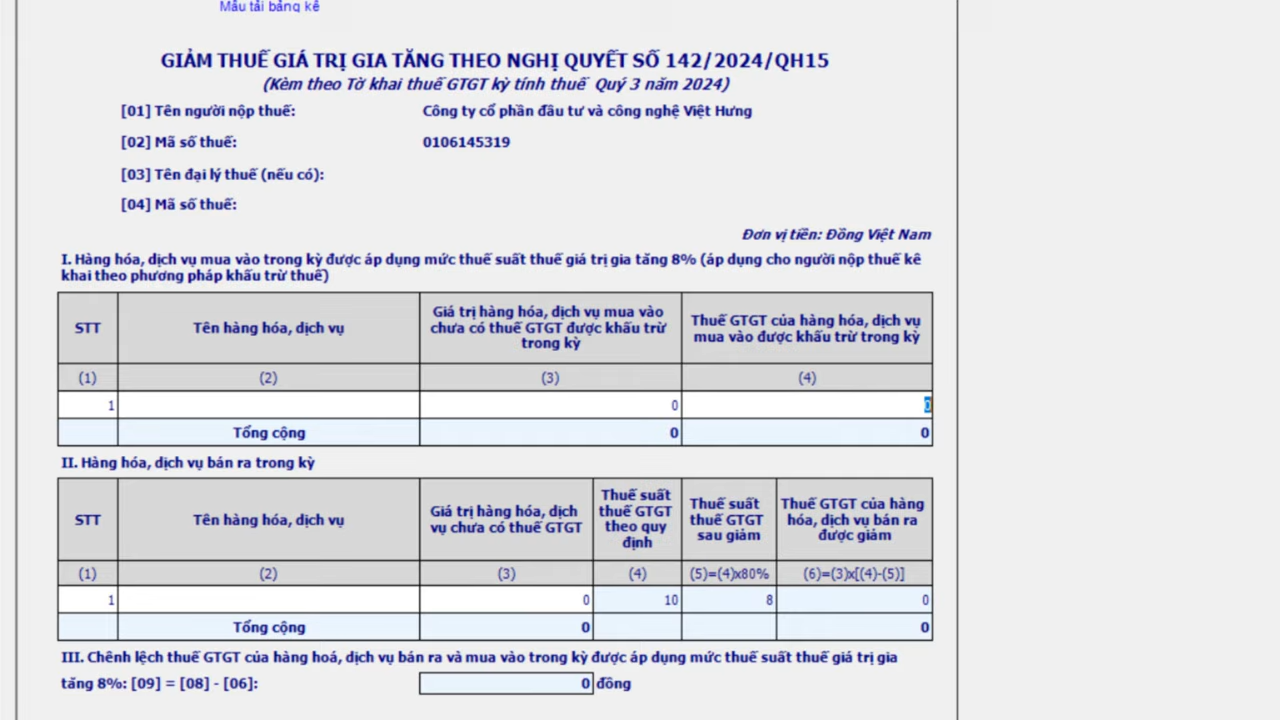 Mẫu tải bảng kê
GIẢM THUẾ GIÁ TRỊ GIA TĂNG THEO NGHỊ QUYẾT SỐ 142/2024/QH15
(Kèm theo Tờ khai thuế GTGT kỳ tính thuế Quý 3 năm 2024)
[01] Tên người nộp thuế: Công ty cổ phần đầu tư và công nghệ Việt Hưng
[02] Mã số thuế: 0106145319
[03] Tên đại lý thuế (nếu có):
[04] Mã số thuế:
Đơn vị tiền: Đồng Việt Nam
I. Hàng hóa, dịch vụ mua vào trong kỳ được áp dụng mức thuế suất thuế giá trị gia tăng 8% (áp dụng cho người nộp thuế kê
khai theo phương pháp khấu trừ thuế)
STT
Tên hàng hóa, dịch vụ
Giá trị hàng hóa, dịch vụ mua vào
chưa có thuế GTGT được khấu trừ
trong kỳ
Thuế GTGT của hàng hóa, dịch vụ
mua vào được khấu trừ trong kỳ
(1) (2) (3) (4)
1 0 0
Tổng cộng 0 0
II. Hàng hóa, dịch vụ bán ra trong kỳ
STT
Tên hàng hóa, dịch vụ
Giá trị hàng hóa, dịch
vụ chưa có thuế GTGT
Thuế suất
thuế GTGT
theo quy
định
Thuế suất
thuế GTGT
sau giảm
Thuế GTGT của hàng
hóa, dịch vụ bán ra
được giảm
(1) (2) (3) (4) (5)=(4)x80% (6)=(3)x[(4)-(5)]
1 0 10 8 0
Tổng cộng 0 0
III. Chênh lệch thuế GTGT của hàng hoá, dịch vụ bán ra và mua vào trong kỳ được áp dụng mức thuế suất thuế giá trị gia
tăng 8%: [09] = [08] - [06]: 0 đồng